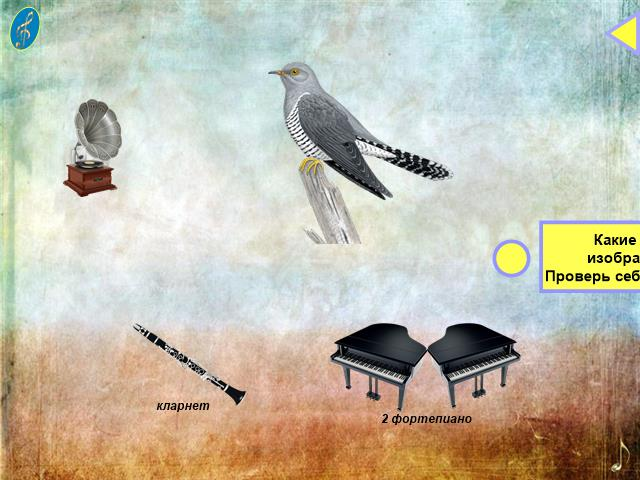 Какие
изобра
Проверь себ
кларнет
2 фортепиано